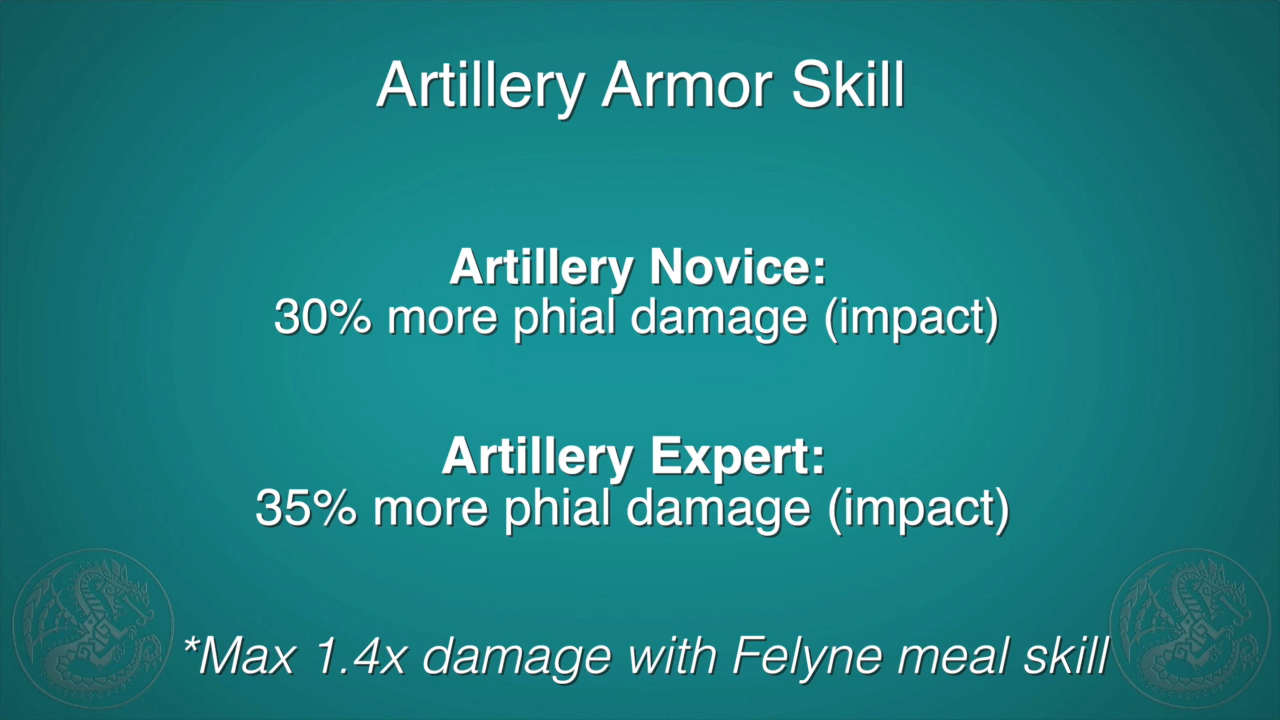 Artillery Armor Skill
Artillery Novice:
30% more phial damage (impact)
Artillery Expert:
35% more phial damage (impact)
*Max 1.4x damage with Felyne meal skill